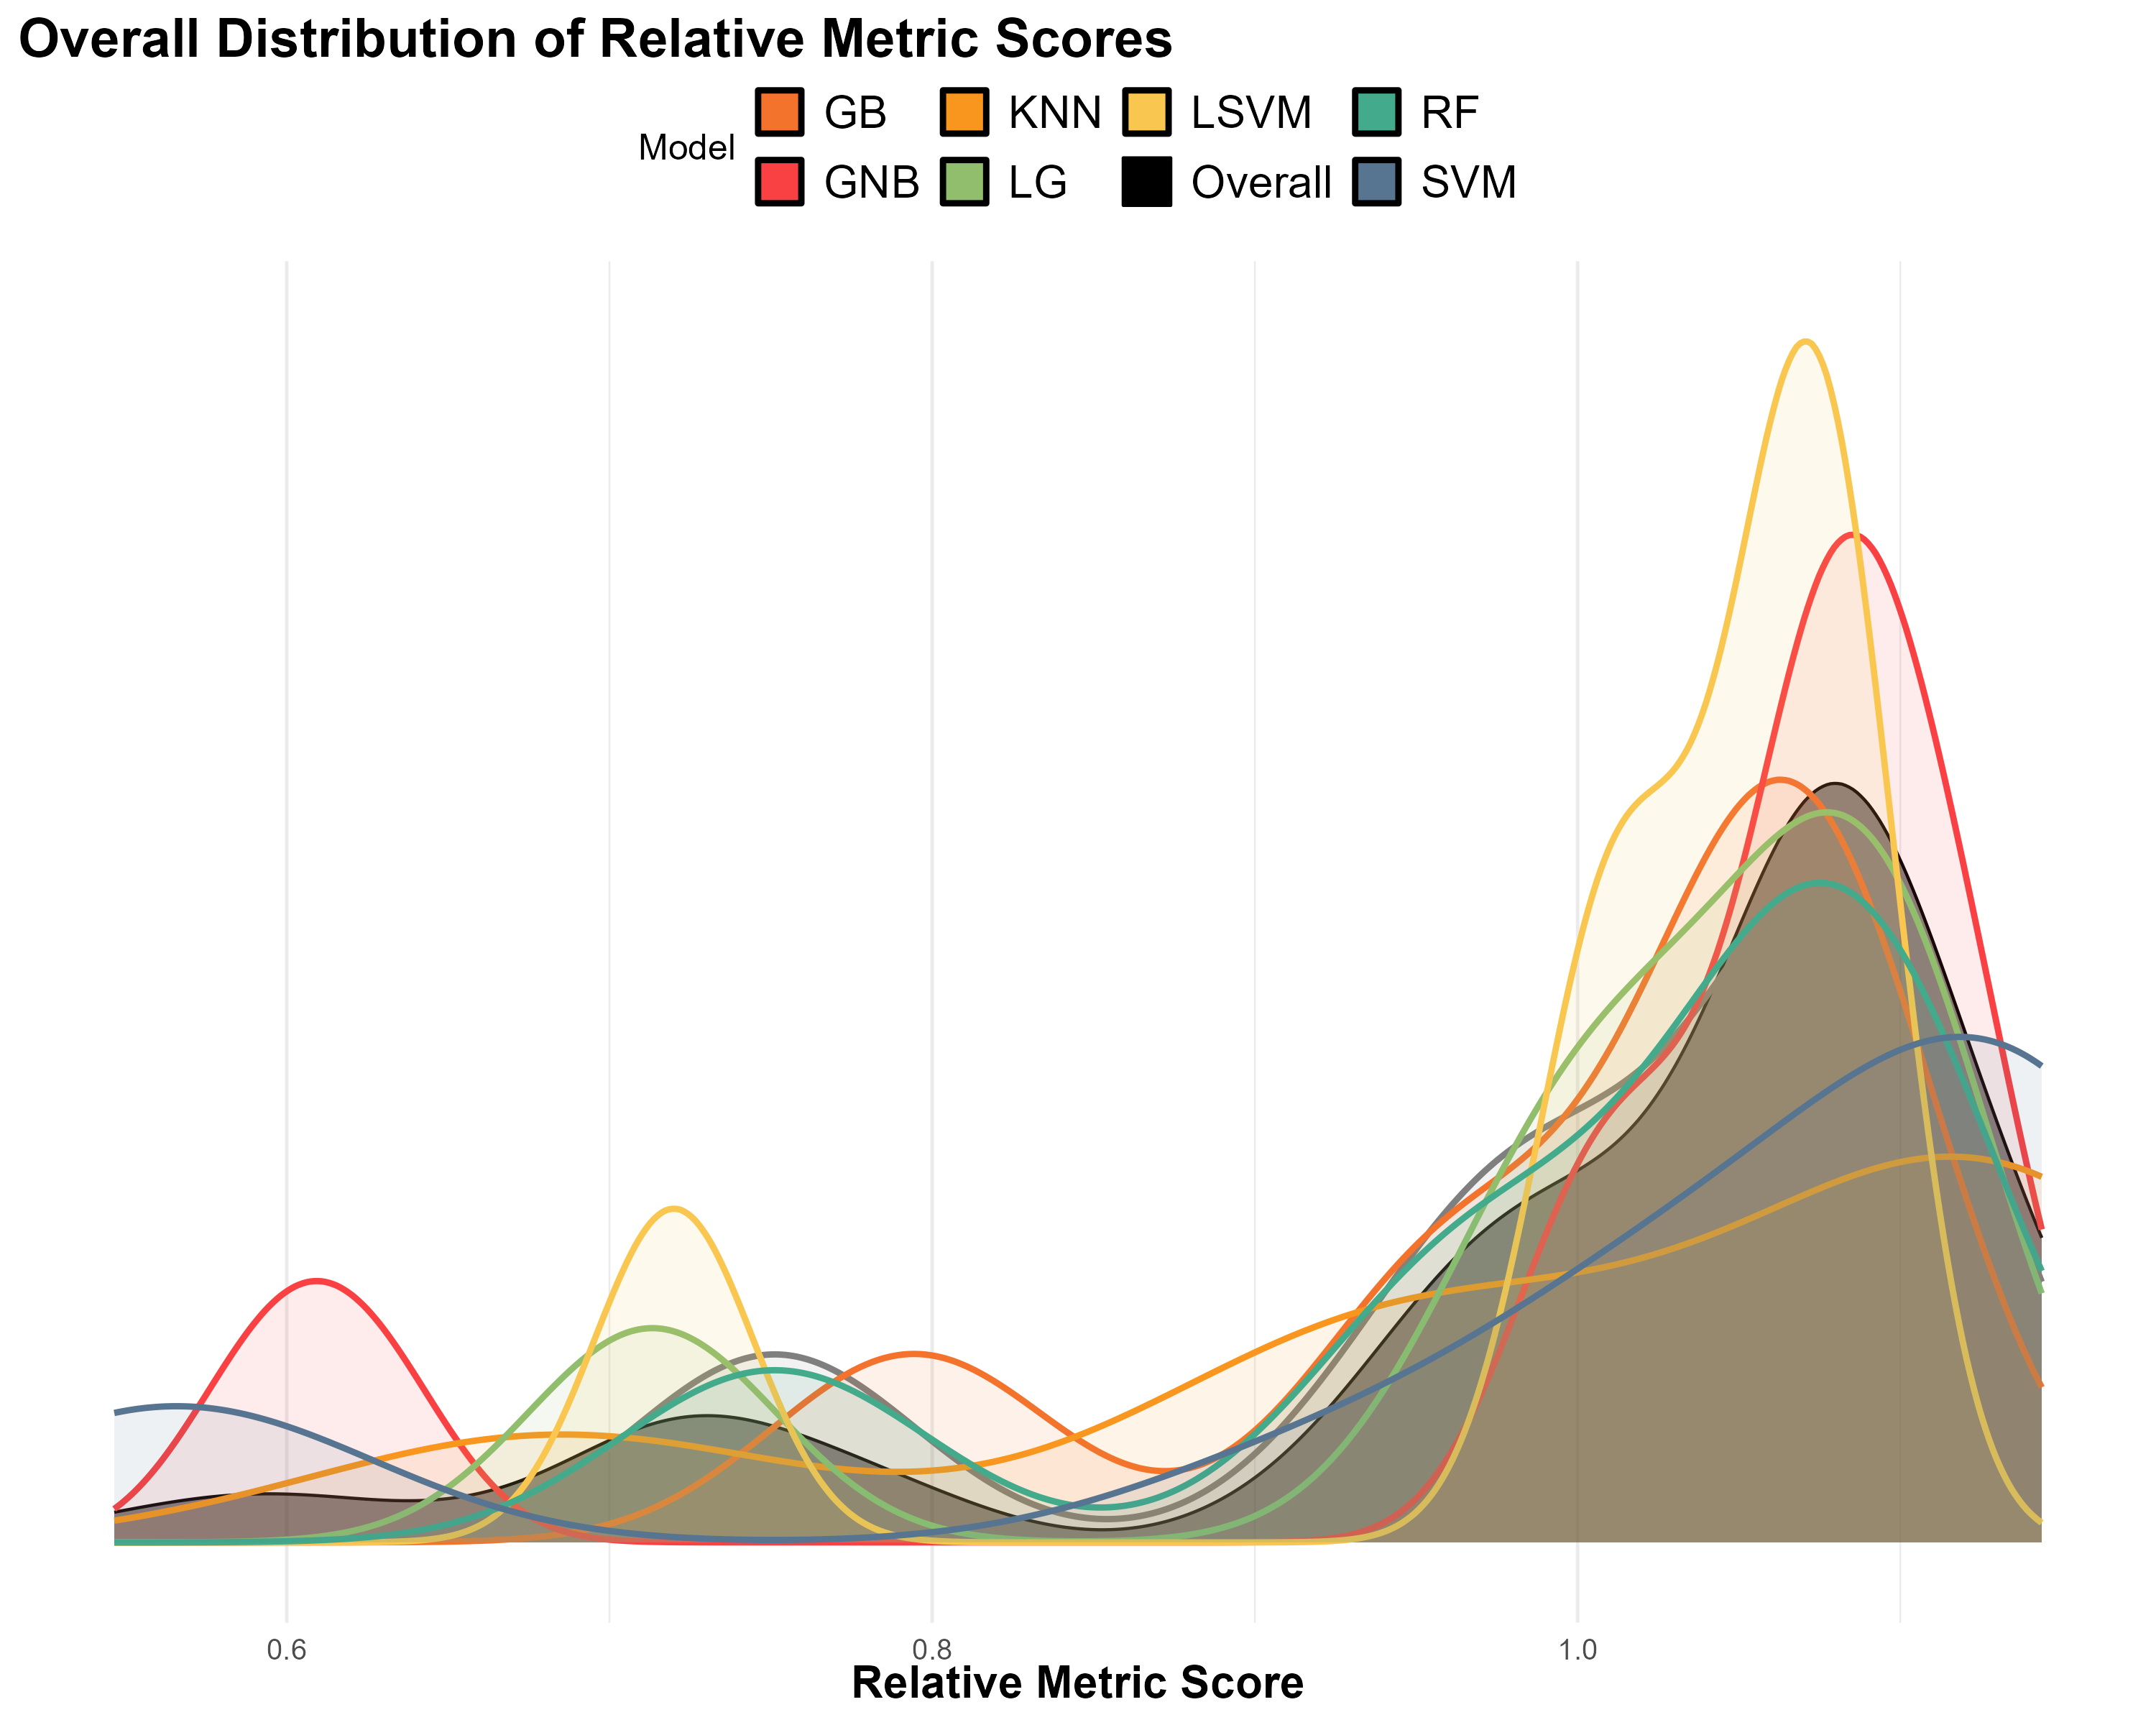 Overall Distribution of Relative Metric Scores
Model
GB KNN LSVM RF
GNB LG Overall SVM
0.6 0.8 1.0
Relative Metric Score